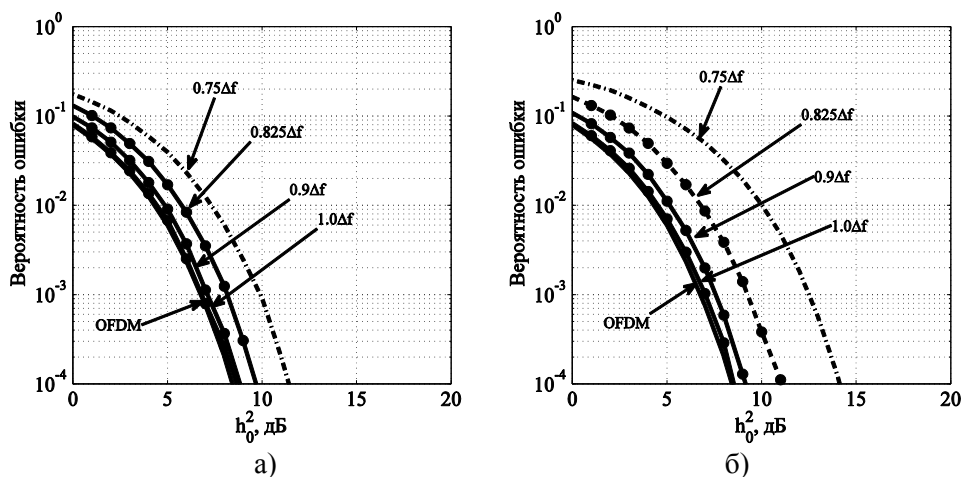 10^0
10^-1
10^-2
10^-3
10^-4
Вероятность ошибки
0.75Δf
0.825Δf
0.9Δf
1.0Δf
OFDM
0
5
10
15
20
h_0^2, дБ
а)
10^0
10^-1
10^-2
10^-3
10^-4
Вероятность ошибки
0.75Δf
0.825Δf
0.9Δf
1.0Δf
OFDM
0
5
10
15
20
h_0^2, дБ
б)